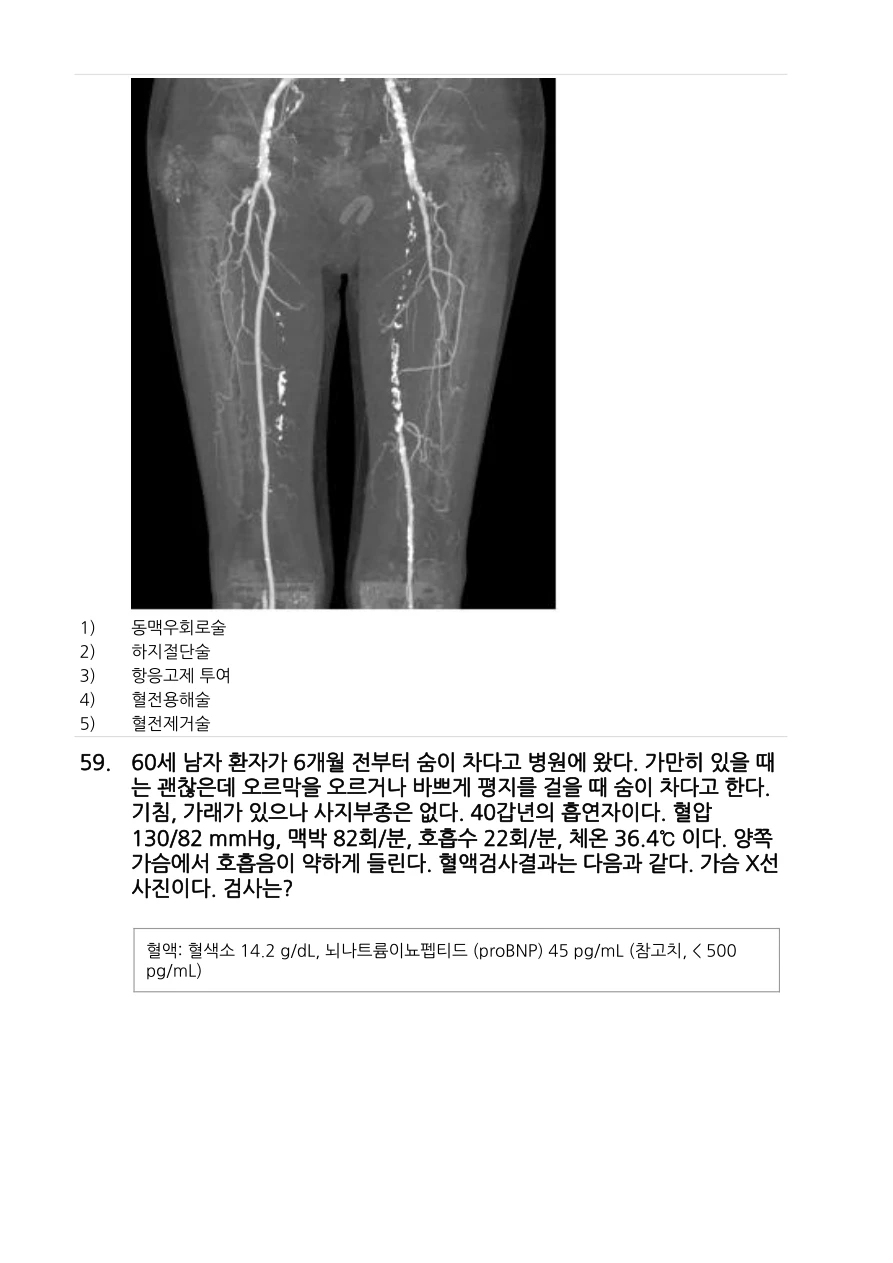 1) 동맥우회로술
2) 하지절단술
3) 항응고제 투여
4) 혈전용해술
5) 혈전제거술
59. 60세 남자 환자가 6개월 전부터 숨이 차다고 병원에 왔다. 가만히 있을 때
는 괜찮은데 오르막을 오르거나 바쁘게 평지를 걸을 때 숨이 차다고 한다.
기침, 가래가 있으나 사지부종은 없다. 40갑년의 흡연자이다. 혈압
130/82 mmHg, 맥박 82회/분, 호흡수 22회/분, 체온 36.4℃ 이다. 양쪽
가슴에서 호흡음이 약하게 들린다. 혈액검사결과는 다음과 같다. 가슴 X선
사진이다. 검사는?
혈액: 혈색소 14.2 g/dL, 뇌나트륨이뇨펩티드 (proBNP) 45 pg/mL (참고치, < 500
pg/mL)